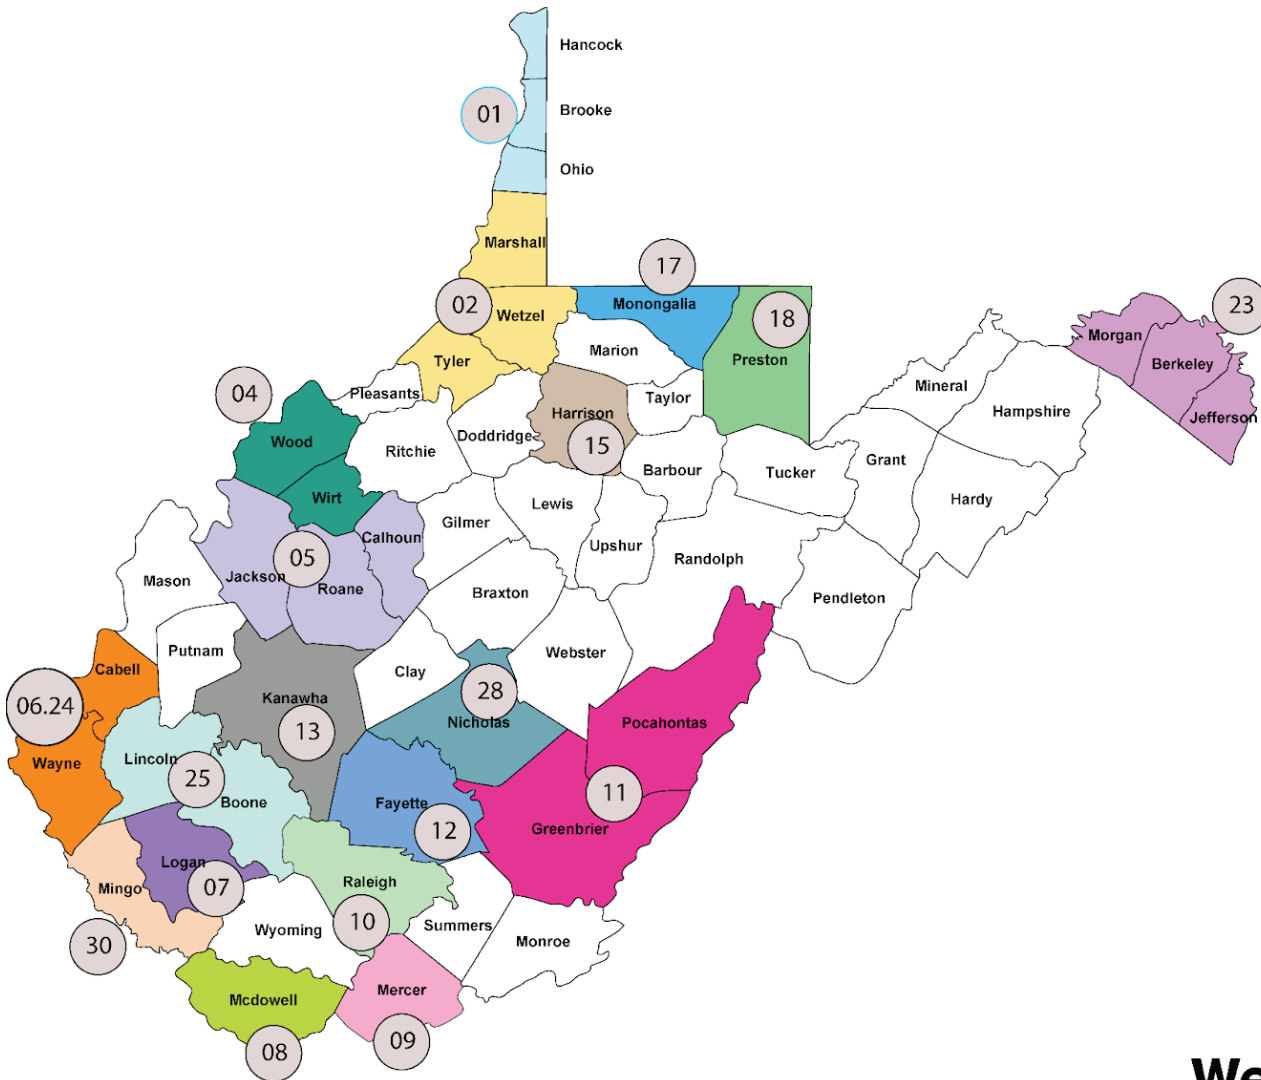 Hancock
01
Brooke
Ohio
Marshall
17
02
Wetzel
Monongalia
18
23
Marion
Morgan
Tyler
Preston
Berkeley
04
Pleasants
Taylor
Mineral
Wood
Doddridge
Harrison
Hampshire
Jefferson
Ritchie
15
Barbour
Tucker
Grant
Wirt
Lewis
Hardy
Gilmer
Calhoun
Upshur
05
Randolph
Mason
Jackson
Roane
Braxton
Pendleton
Putnam
Webster
Cabell
Clay
28
06.24
Kanawha
Nicholas
Pocahontas
13
Wayne
Lincoln
25
Boone
Fayette
11
12
Greenbrier
Logan
Mingo
07
Raleigh
10
Summers
Wyoming
30
Monroe
Mcdowell
Mercer
08
09